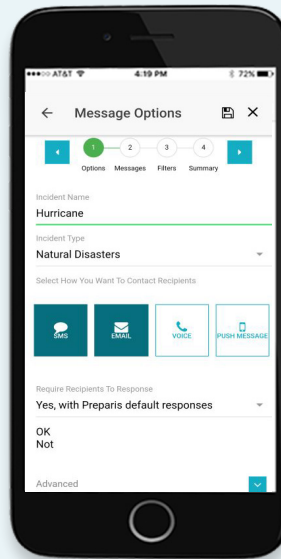 AT&T 4:19 PM 72%
Message Options
1 2 3 4
Options Messages Filters Summary
Incident Name
Hurricane
Incident Type
Natural Disasters
Select How You Want To Contact Recipients
SMS EMAIL VOICE PUSH MESSAGE
Require Recipients To Response
Yes, with Preparis default responses
OK
Not
Advanced